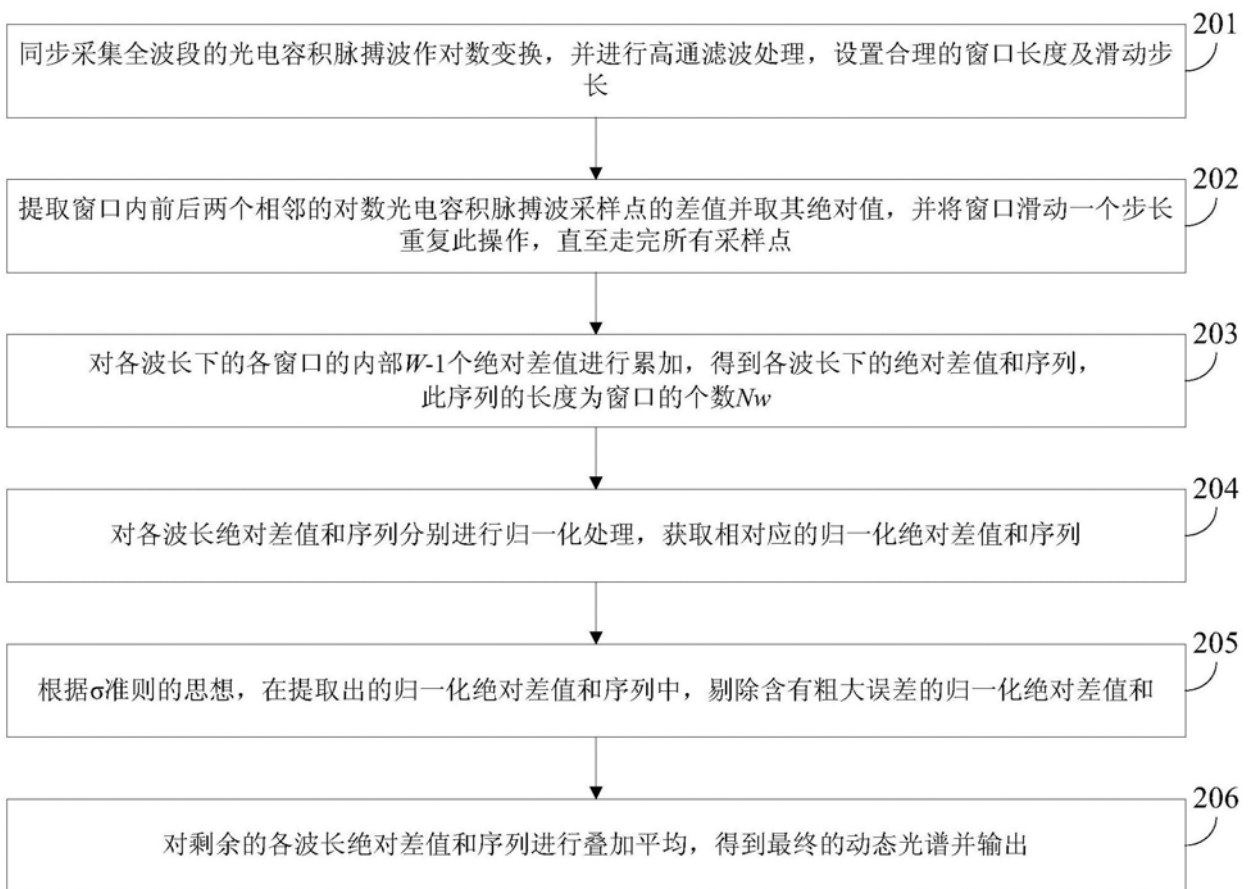 201
同步采集全波段的光电容积脉搏波作对数变换，并进行高通滤波处理，设置合理的窗口长度及滑动步
长
202
提取窗口内前后两个相邻的对数光电容积脉搏波采样点的差值并取其绝对值，并将窗口滑动一个步长
重复此操作，直至走完所有采样点
203
对各波长下的各窗口的内部W-1个绝对差值进行累加，得到各波长下的绝对差值和序列，
此序列的长度为窗口的个数Nw
204
对各波长绝对差值和序列分别进行归一化处理，获取相对应的归一化绝对差值和序列
205
根据σ准则的思想，在提取出的归一化绝对差值和序列中，剔除含有粗大误差的归一化绝对差值和
206
对剩余的各波长绝对差值和序列进行叠加平均，得到最终的动态光谱并输出